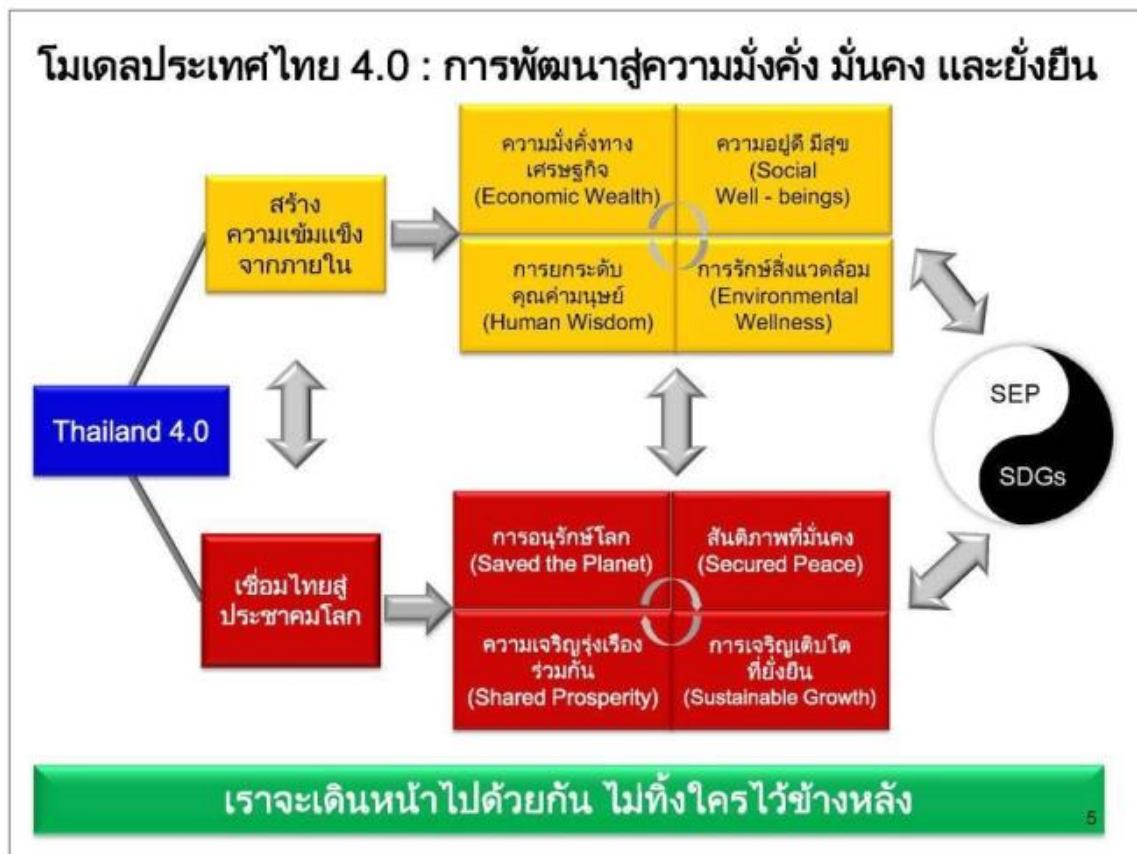 โมเดลประเทศไทย 4.0 : การพัฒนาสู่ความมั่งคั่ง มั่นคง และยั่งยืน
ความมั่งคั่งทาง
เศรษฐกิจ
(Economic Wealth)
ความอยู่ดี มีสุข
(Social
Well - beings)
สร้าง
ความเข้มแข็ง
จากภายใน
การยกระดับ
คุณค่ามนุษย์
(Human Wisdom)
การรักษ์สิ่งแวดล้อม
(Environmental
Wellness)
Thailand 4.0
SEP
SDGs
การอนุรักษ์โลก
(Saved the Planet)
สันติภาพที่มั่นคง
(Secured Peace)
เชื่อมไทยสู่
ประชาคมโลก
ความเจริญรุ่งเรือง
ร่วมกัน
(Shared Prosperity)
การเจริญเติบโต
ที่ยั่งยืน
(Sustainable Growth)
เราจะเดินหน้าไปด้วยกัน ไม่ทิ้งใครไว้ข้างหลัง
5